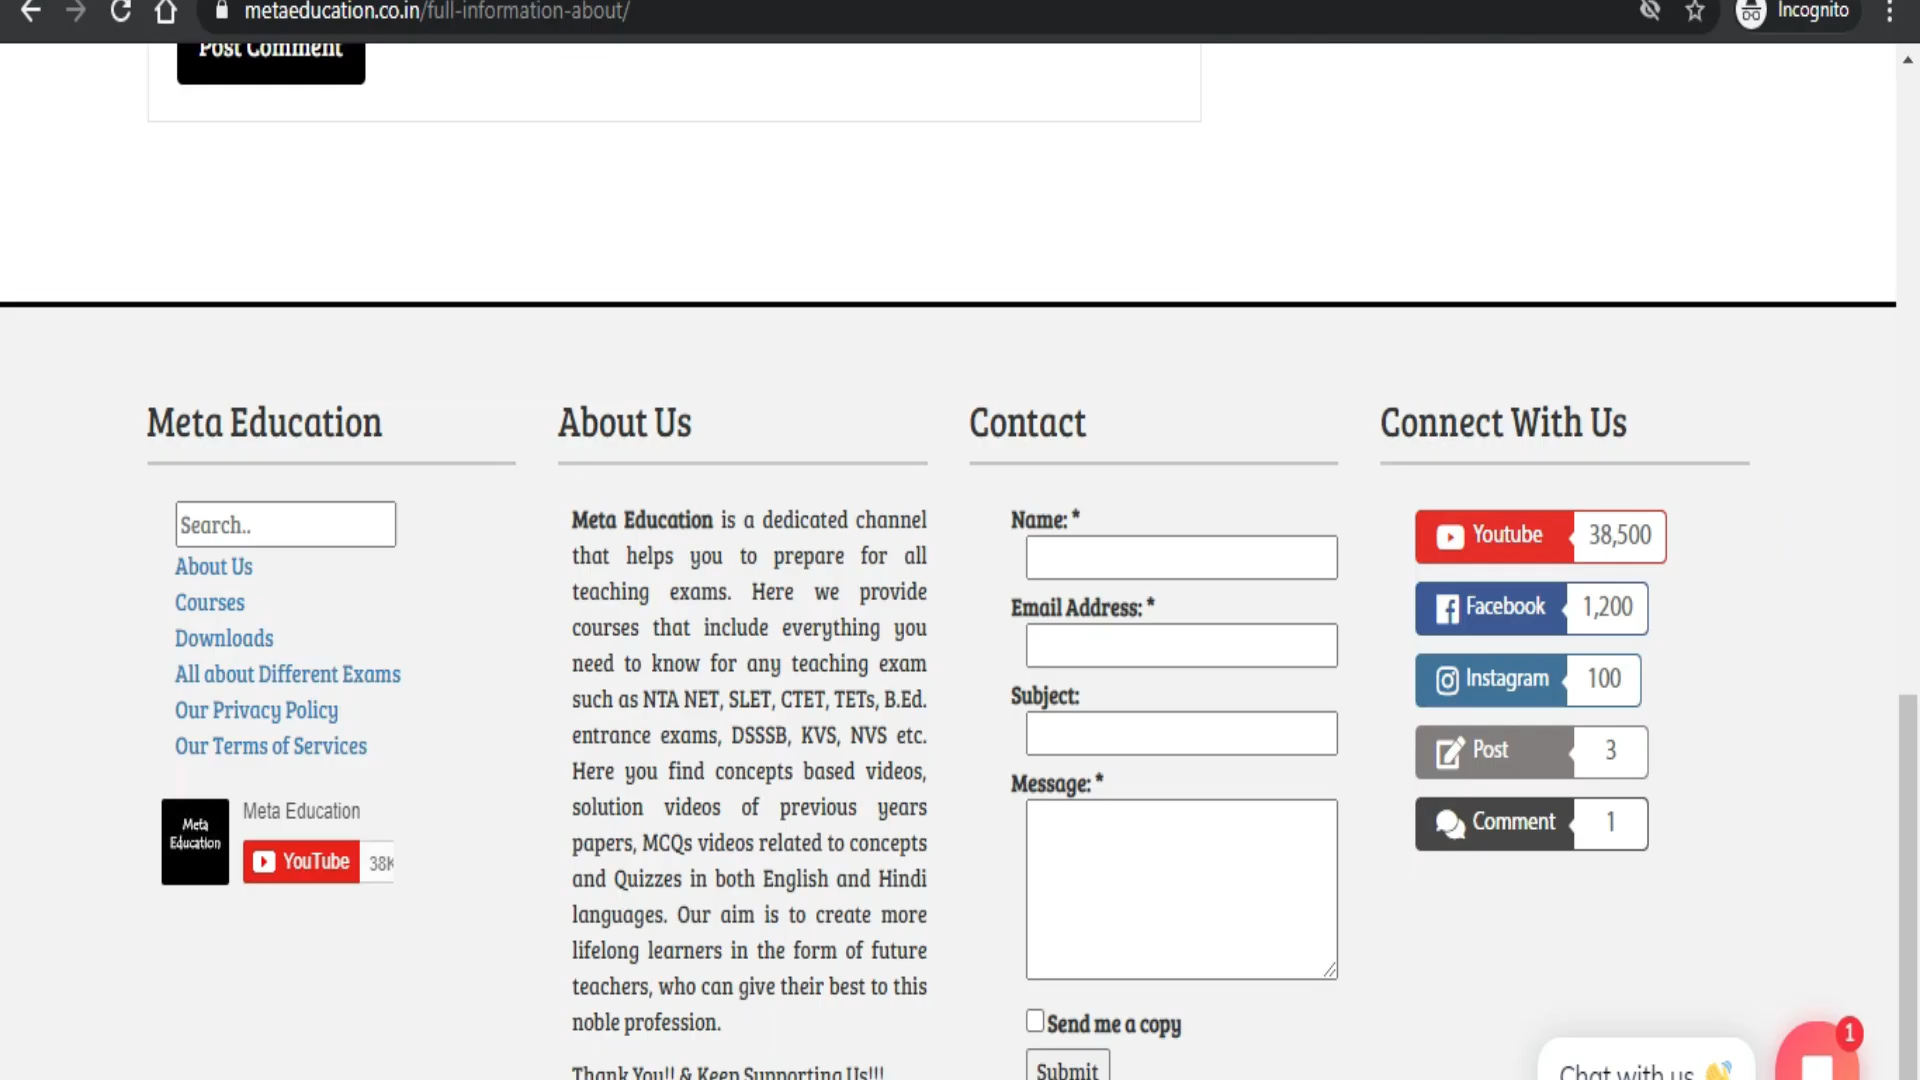 metaeducation.co.in/full-information-about/
Incognito
Post Comment
Meta Education
Search..
About Us
Courses
Downloads
All about Different Exams
Our Privacy Policy
Our Terms of Services
Meta
Education
Meta Education
YouTube 38K
About Us
Meta Education is a dedicated channel
that helps you to prepare for all
teaching exams. Here we provide
courses that include everything you
need to know for any teaching exam
such as NTA NET, SLET, CTET, TETs, B.Ed.
entrance exams, DSSSB, KVS, NVS etc.
Here you find concepts based videos,
solution videos of previous years
papers, MCQs videos related to concepts
and Quizzes in both English and Hindi
languages. Our aim is to create more
lifelong learners in the form of future
teachers, who can give their best to this
noble profession.
Thank You!! & Keep Supporting Us!!!
Contact
Name: *
Email Address: *
Subject:
Message: *
Send me a copy
Submit
Connect With Us
Youtube 38,500
Facebook 1,200
Instagram 100
Post 3
Comment 1
1
Chat with us 👋